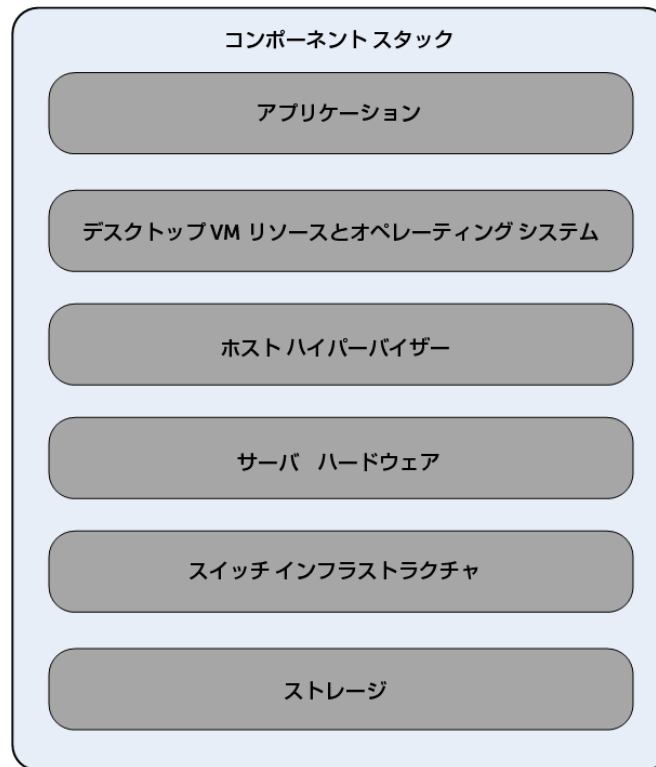 コンポーネント スタック
アプリケーション
デスクトップ VM リソースとオペレーティング システム
ホスト ハイパーバイザー
サーバ ハードウェア
スイッチ インフラストラクチャ
ストレージ